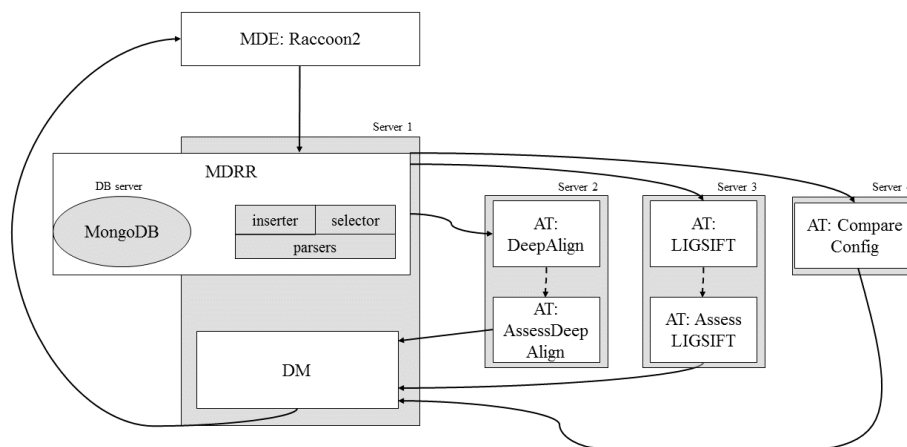 MDE: Raccoon2
Server 1
MDRR
DB server
MongoDB
inserter
selector
parsers
Server 2
AT:
DeepAlign
AT:
AssessDeep
Align
Server 3
AT:
LIGSIFT
AT: Assess
LIGSIFT
Server
AT: Compare
Config
DM